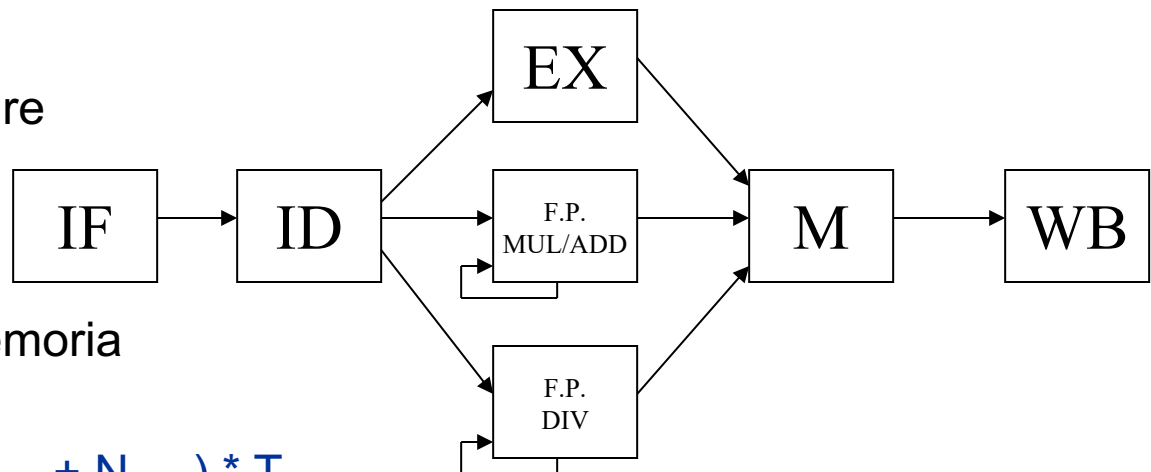 EX
re
IF
ID
F.P.
MUL/ADD
M
WB
emoria
F.P.
DIV